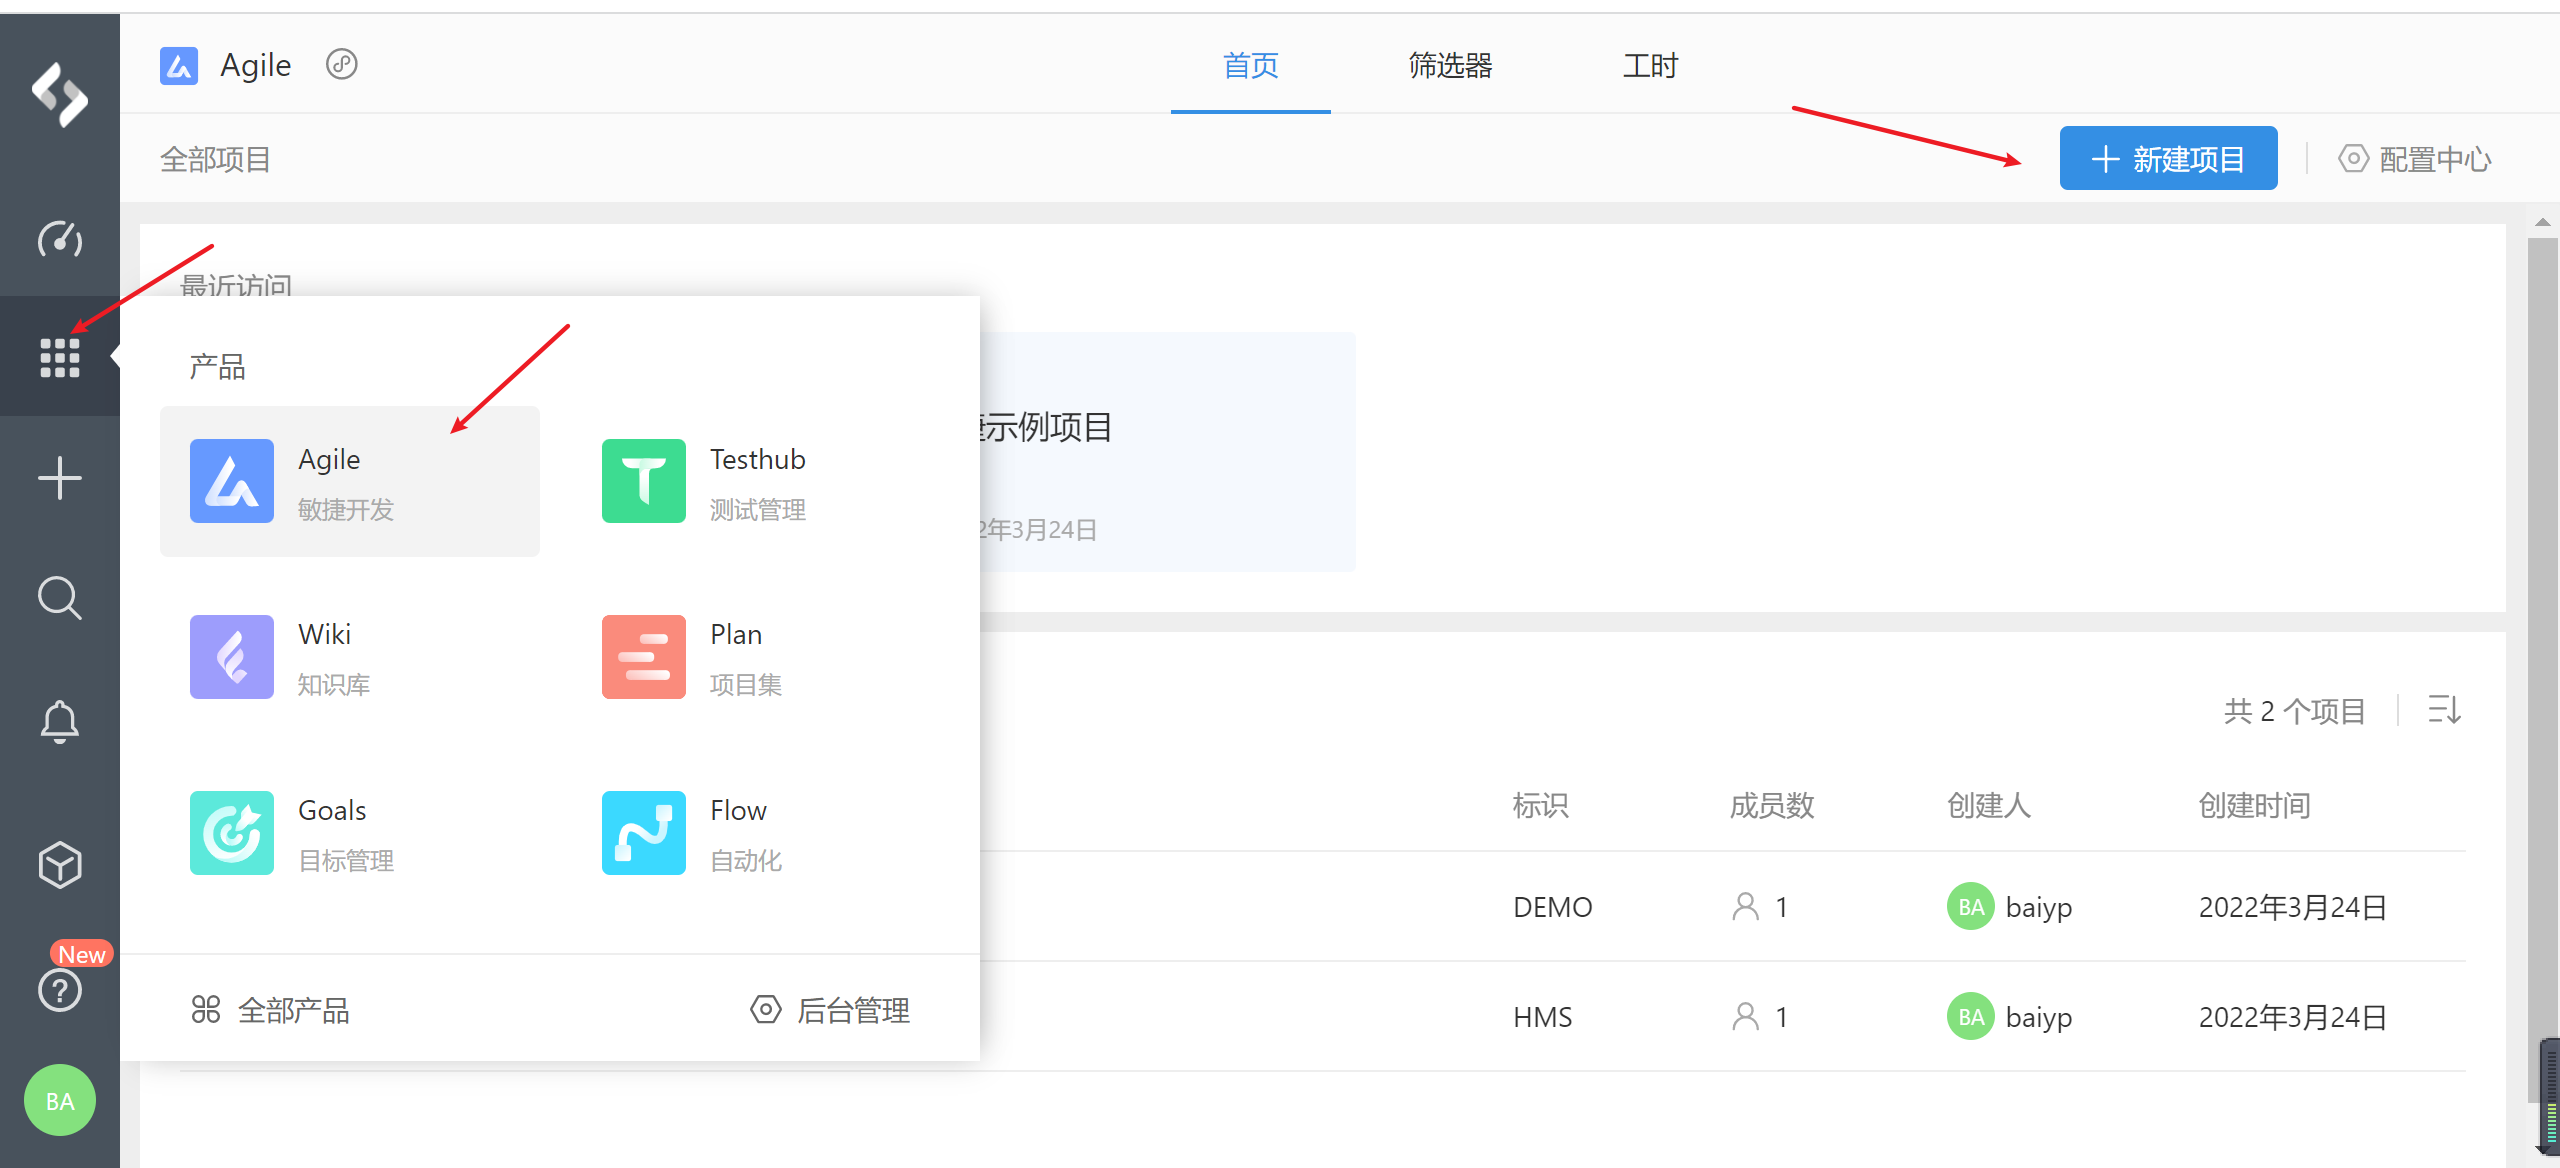 Agile
首页
筛选器
工时
全部项目
新建项目
配置中心
最近访问
产品
Agile
敏捷开发
Testhub
测试管理
示例项目
年3月24日
Wiki
知识库
Plan
项目集
Goals
目标管理
Flow
自动化
全部产品
后台管理
共 2 个项目
标识
成员数
创建人
创建时间
DEMO
1
BA
baiyp
2022年3月24日
HMS
1
BA
baiyp
2022年3月24日
New
BA